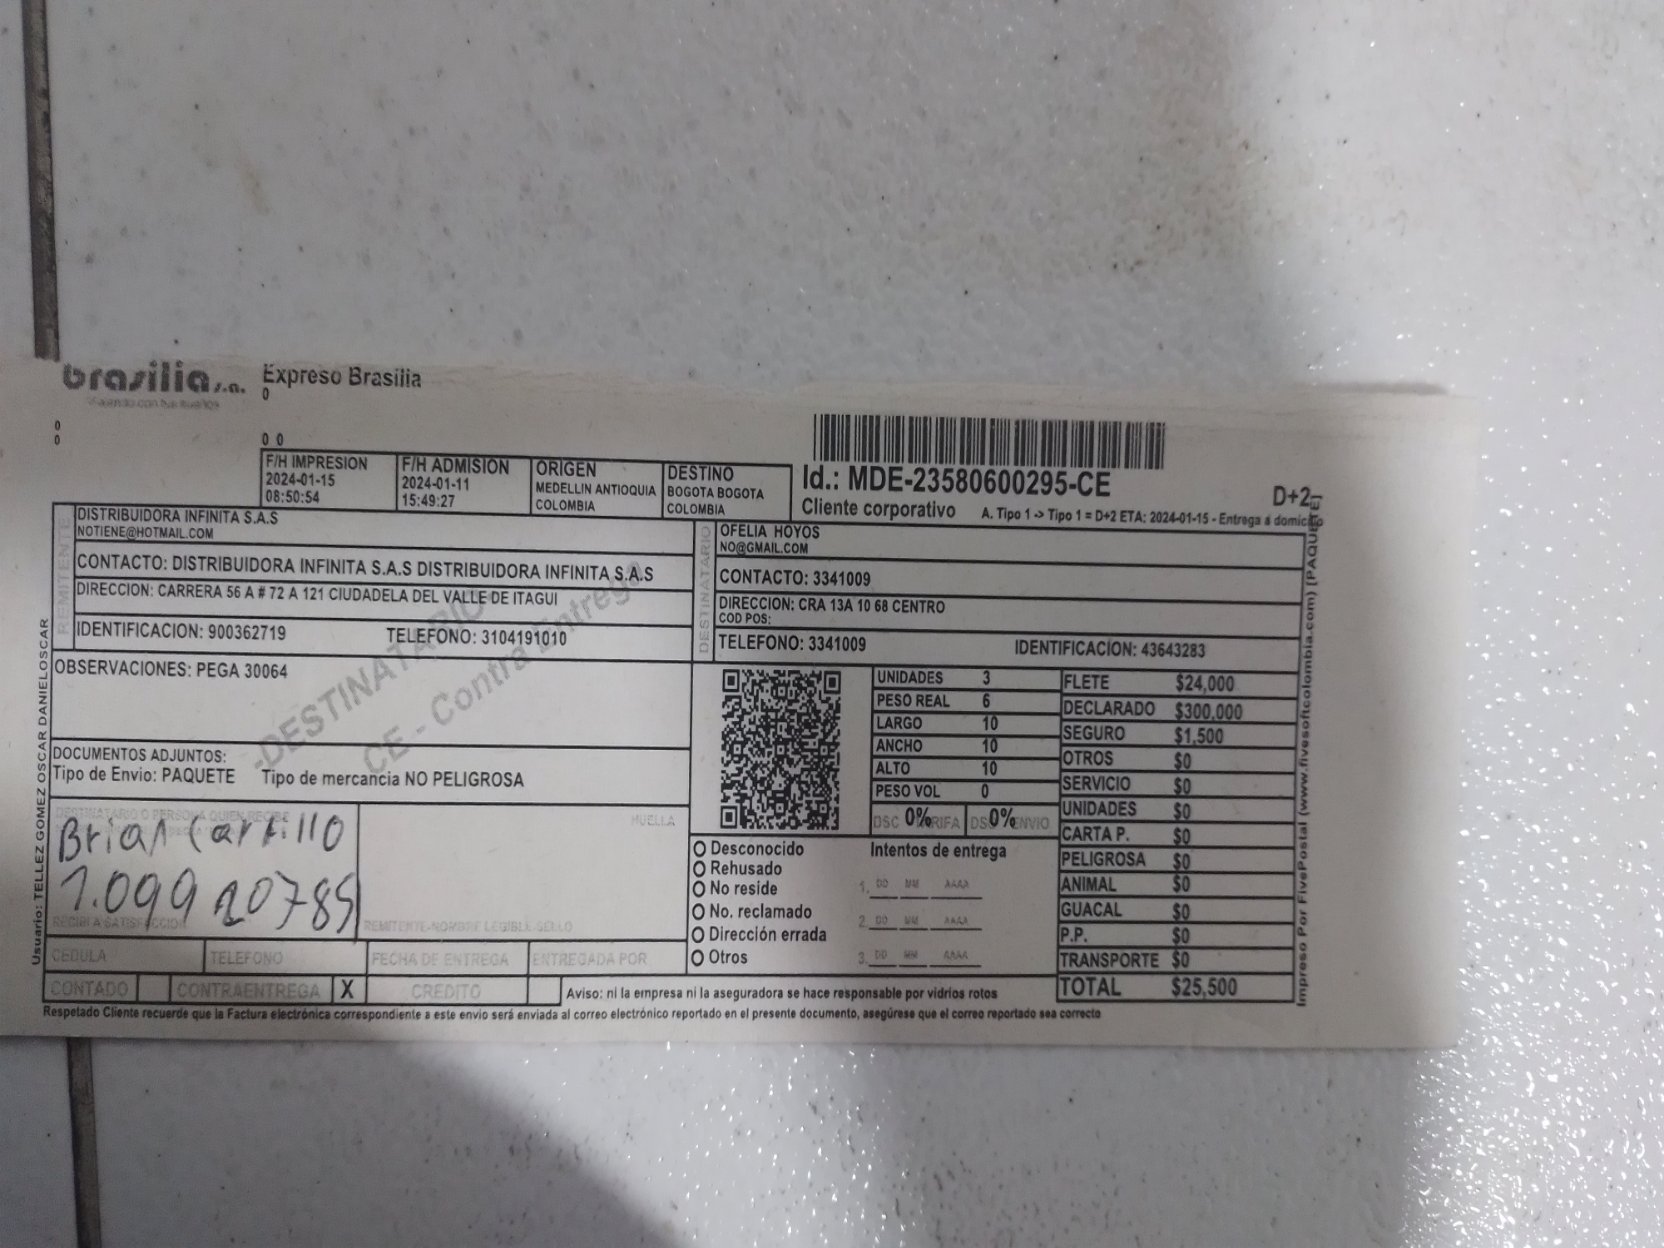 brasilia s.a.
Expreso Brasilia
0
0
0
0 0
F/H IMPRESION
2024-01-15
08:50:54
F/H ADMISION
2024-01-11
15:49:27
ORIGEN
MEDELLIN ANTIOQUIA
COLOMBIA
DESTINO
BOGOTA BOGOTA
COLOMBIA
Id.: MDE-23580600295-CE
Cliente corporativo
D+2
A. Tipo 1 -> Tipo 1 = D+2 ETA: 2024-01-15 - Entrega a domicilio
REMITENTE
DISTRIBUIDORA INFINITA S.A.S
NOTIENE@HOTMAIL.COM
CONTACTO: DISTRIBUIDORA INFINITA S.A.S DISTRIBUIDORA INFINITA S.A.S
DIRECCION: CARRERA 56 A # 72 A 121 CIUDADELA DEL VALLE DE ITAGUI
IDENTIFICACION: 900362719 TELEFONO: 3104191010
DESTINATARIO
OFELIA HOYOS
NO@GMAIL.COM
CONTACTO: 3341009
DIRECCION: CRA 13A 10 68 CENTRO
COD POS:
TELEFONO: 3341009 IDENTIFICACION: 43643283
OBSERVACIONES: PEGA 30064
-DESTINATARIO
CE - Contra Entrega
DOCUMENTOS ADJUNTOS:
Tipo de Envio: PAQUETE Tipo de mercancia NO PELIGROSA
UNIDADES 3
PESO REAL 6
LARGO 10
ANCHO 10
ALTO 10
PESO VOL 0
DSC 0% TARIFA DSC 0% ENVIO
FLETE $24,000
DECLARADO $300,000
SEGURO $1,500
OTROS $0
SERVICIO $0
UNIDADES $0
CARTA P. $0
PELIGROSA $0
ANIMAL $0
GUACAL $0
P.P. $0
TRANSPORTE $0
TOTAL $25,500
DESTINATARIO O PERSONA QUIEN RECIBE
Brian Carrillo
1.099 20785
RECIBI A SATISFACCION
HUELLA
REMITENTE-NOMBRE LEGIBLE-SELLO
Desconocido
Rehusado
No reside
No. reclamado
Dirección errada
Otros
Intentos de entrega
1. DD MM AAAA
2. DD MM AAAA
3. DD MM AAAA
CEDULA TELEFONO FECHA DE ENTREGA ENTREGADA POR
CONTADO CONTRAENTREGA X CREDITO
Aviso: ni la empresa ni la aseguradora se hace responsable por vidrios rotos
Respetado Cliente recuerde que la Factura electrónica correspondiente a este envio será enviada al correo electrónico reportado en el presente documento, asegúrese que el correo reportado sea correcto
Usuario: TELLEZ GOMEZ OSCAR DANIELOSCAR
Impreso Por FivePostal (www.fivesoftcolombia.com) [PAQUETE]